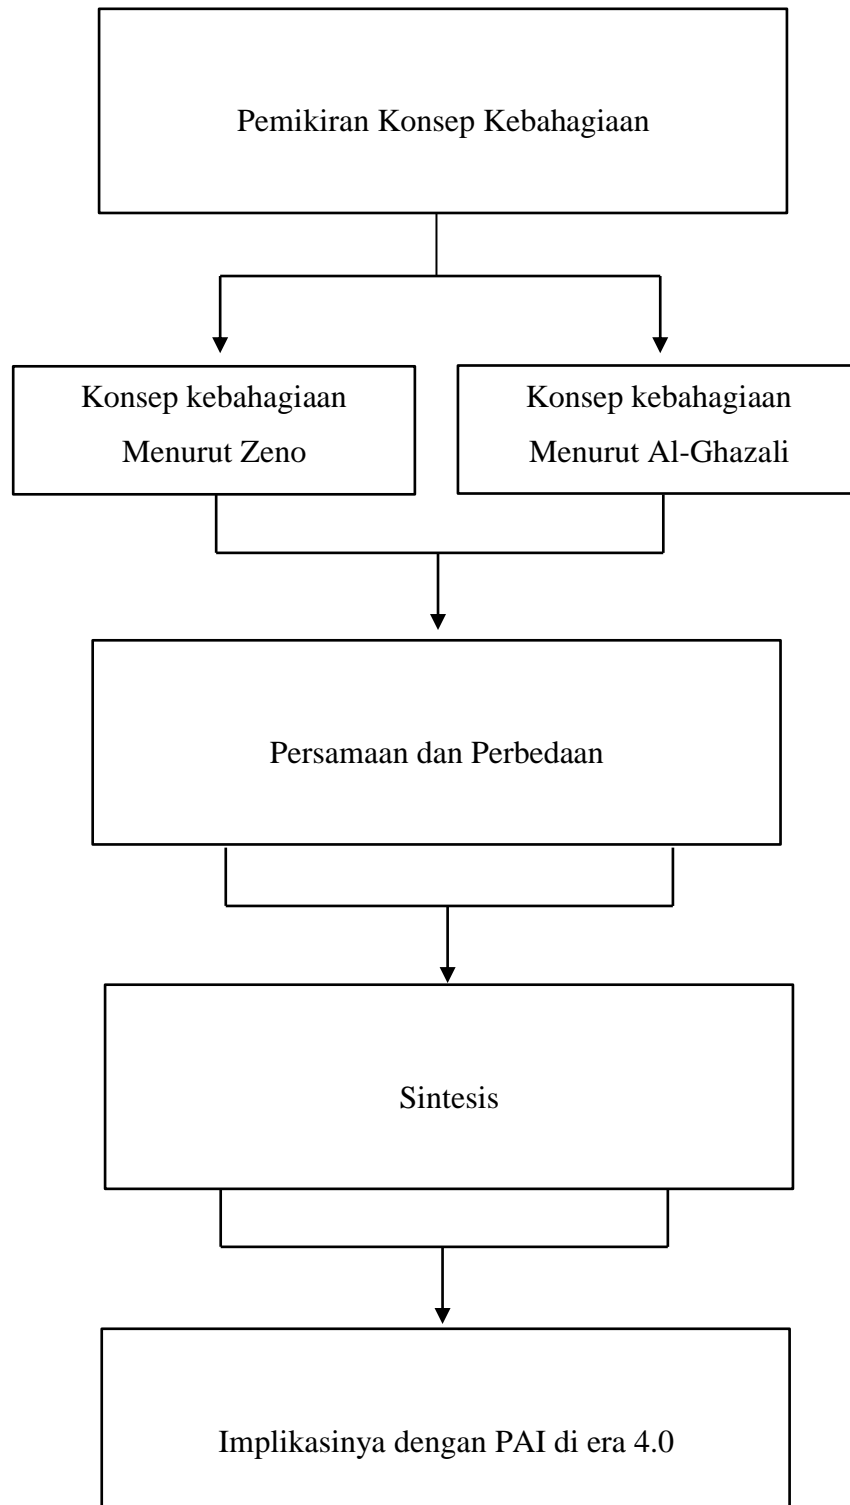 Pemikiran Konsep Kebahagiaan
Konsep kebahagiaan
Menurut Zeno
Konsep kebahagiaan
Menurut Al-Ghazali
Persamaan dan Perbedaan
Sintesis
Implikasinya dengan PAI di era 4.0